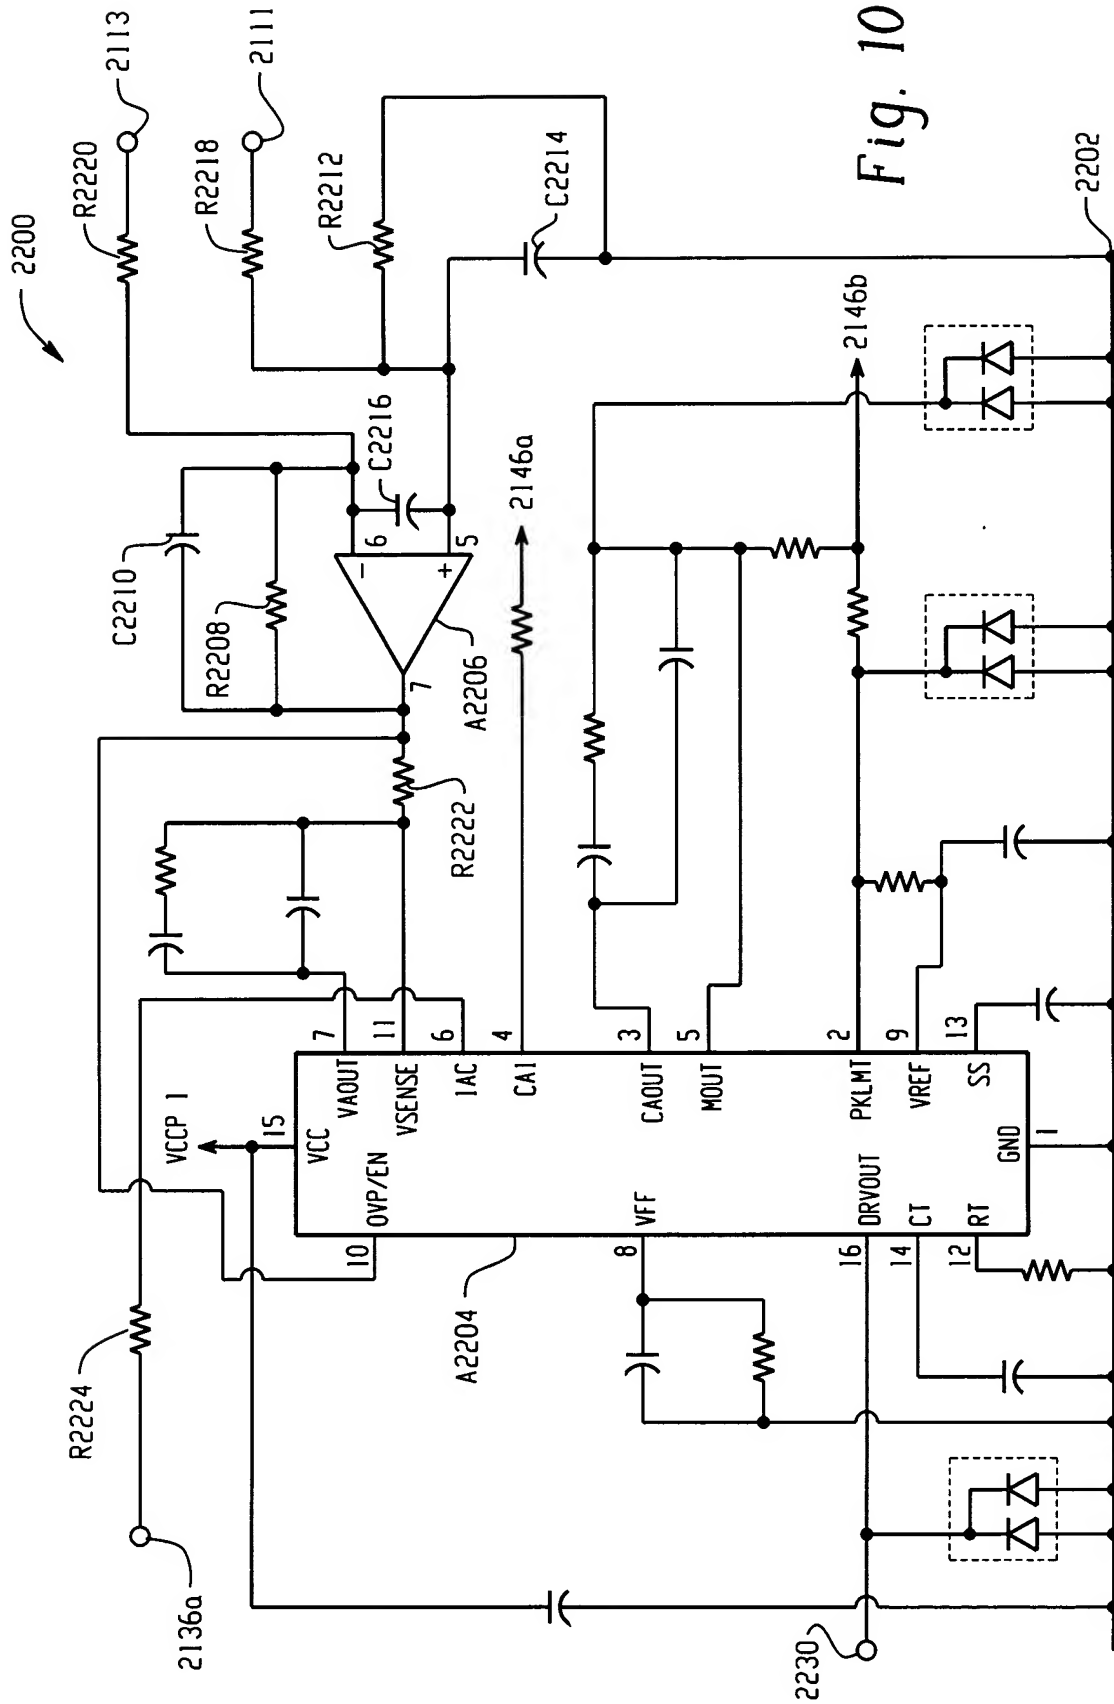 2200
2113
R2220
2111
R2218
R2212
C2214
Fig. 10
2202
C2210
R2208
C2216
6
5
−
+
7
A2206
R2222
2146a
2146b
R2224
2136a
VCCP 1
15
VCC
7
VAOUT
11
VSENSE
6
IAC
4
CAI
3
CAOUT
5
MOUT
2
PKLMT
9
VREF
13
SS
1
GND
10
OVP/EN
A2204
8
VFF
16
DRVOUT
14
CT
12
RT
2230